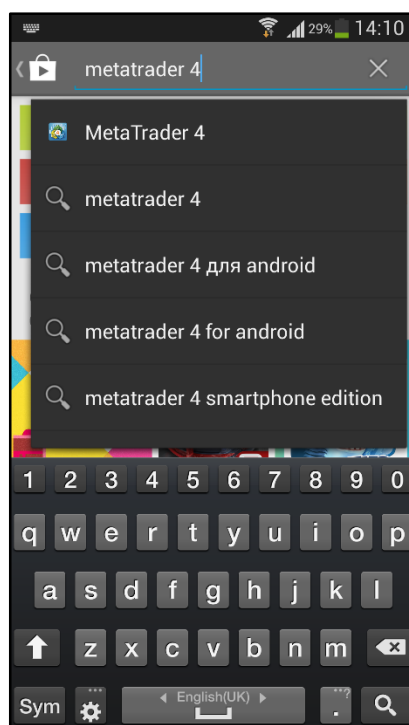 29% 14:10
metatrader 4
MetaTrader 4
metatrader 4
metatrader 4 для android
metatrader 4 for android
metatrader 4 smartphone edition
1 2 3 4 5 6 7 8 9 0
q w e r t y u i o p
a s d f g h j k l
z x c v b n m
Sym English(UK) ...? .